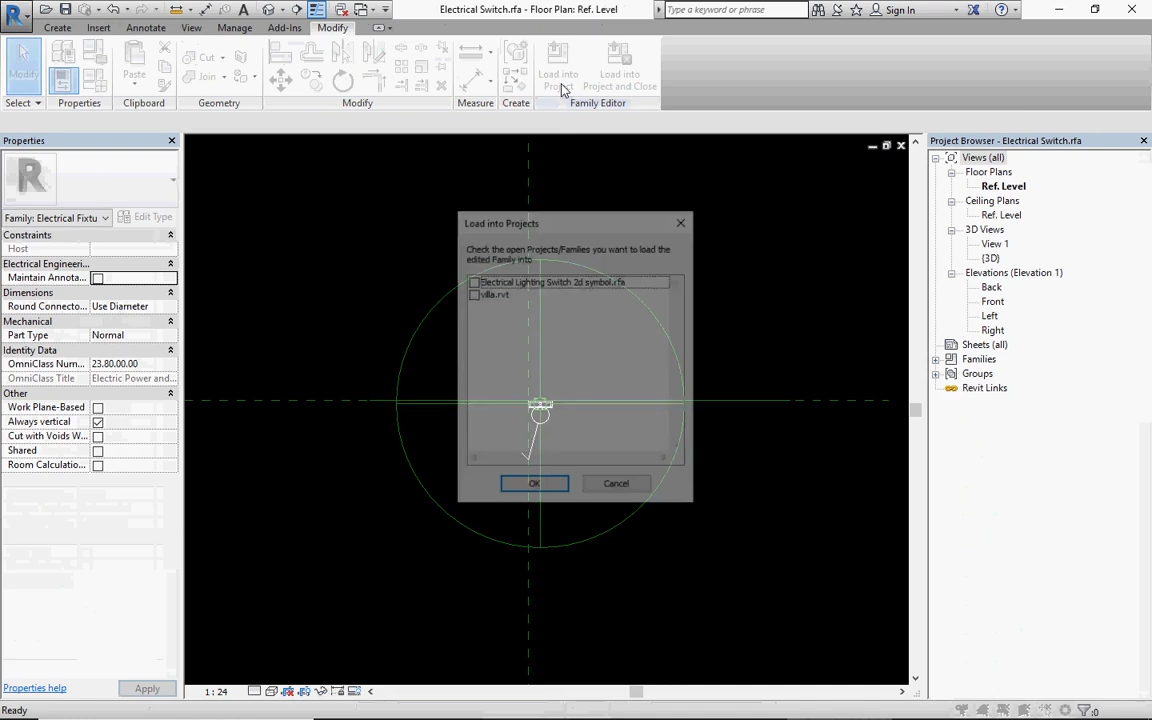 Electrical Switch.rfa - Floor Plan: Ref. Level
Type a keyword or phrase
Sign In
Create
Insert
Annotate
View
Manage
Add-Ins
Modify
Modify
Paste
Cut
Join
Load into
Project
Load into
Project and Close
Select
Properties
Clipboard
Geometry
Modify
Measure
Create
Family Editor
Properties
Family: Electrical Fixtu
Edit Type
Constraints
Host
Electrical Engineeri...
Maintain Annota...
Dimensions
Round Connecto... Use Diameter
Mechanical
Part Type Normal
Identity Data
OmniClass Num... 23.80.00.00
OmniClass Title Electric Power and...
Other
Work Plane-Based
Always vertical
Cut with Voids W...
Shared
Room Calculatio...
Properties help
Apply
Load into Projects
Check the open Projects/Families you want to load the
edited Family into
Electrical Lighting Switch 2d symbol.rfa
villa.rvt
OK
Cancel
Project Browser - Electrical Switch.rfa
Views (all)
Floor Plans
Ref. Level
Ceiling Plans
Ref. Level
3D Views
View 1
{3D}
Elevations (Elevation 1)
Back
Front
Left
Right
Sheets (all)
Families
Groups
Revit Links
1 : 24
Ready
:0